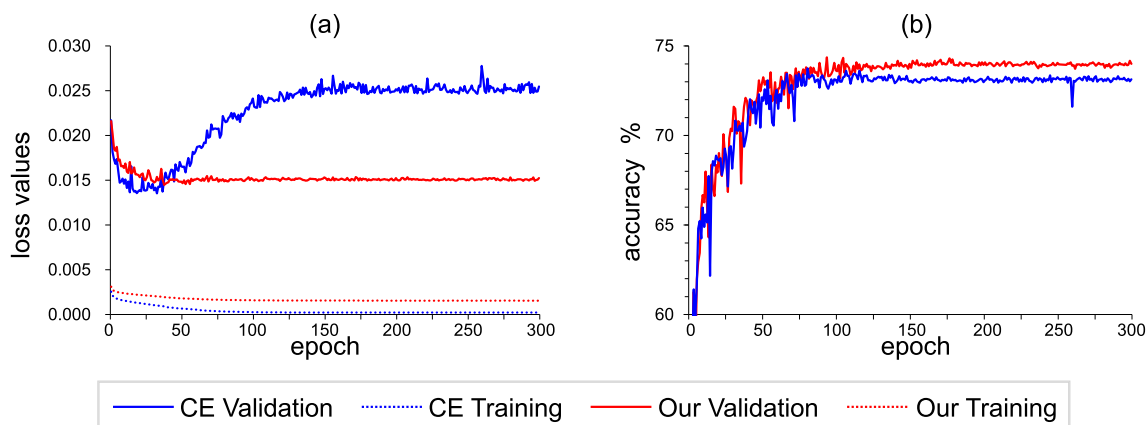 (a)
0.030
0.025
0.020
0.015
0.010
0.005
0.000
loss values
0 50 100 150 200 250 300
epoch
(b)
75
70
65
60
accuracy %
0 50 100 150 200 250 300
epoch
CE Validation CE Training Our Validation Our Training